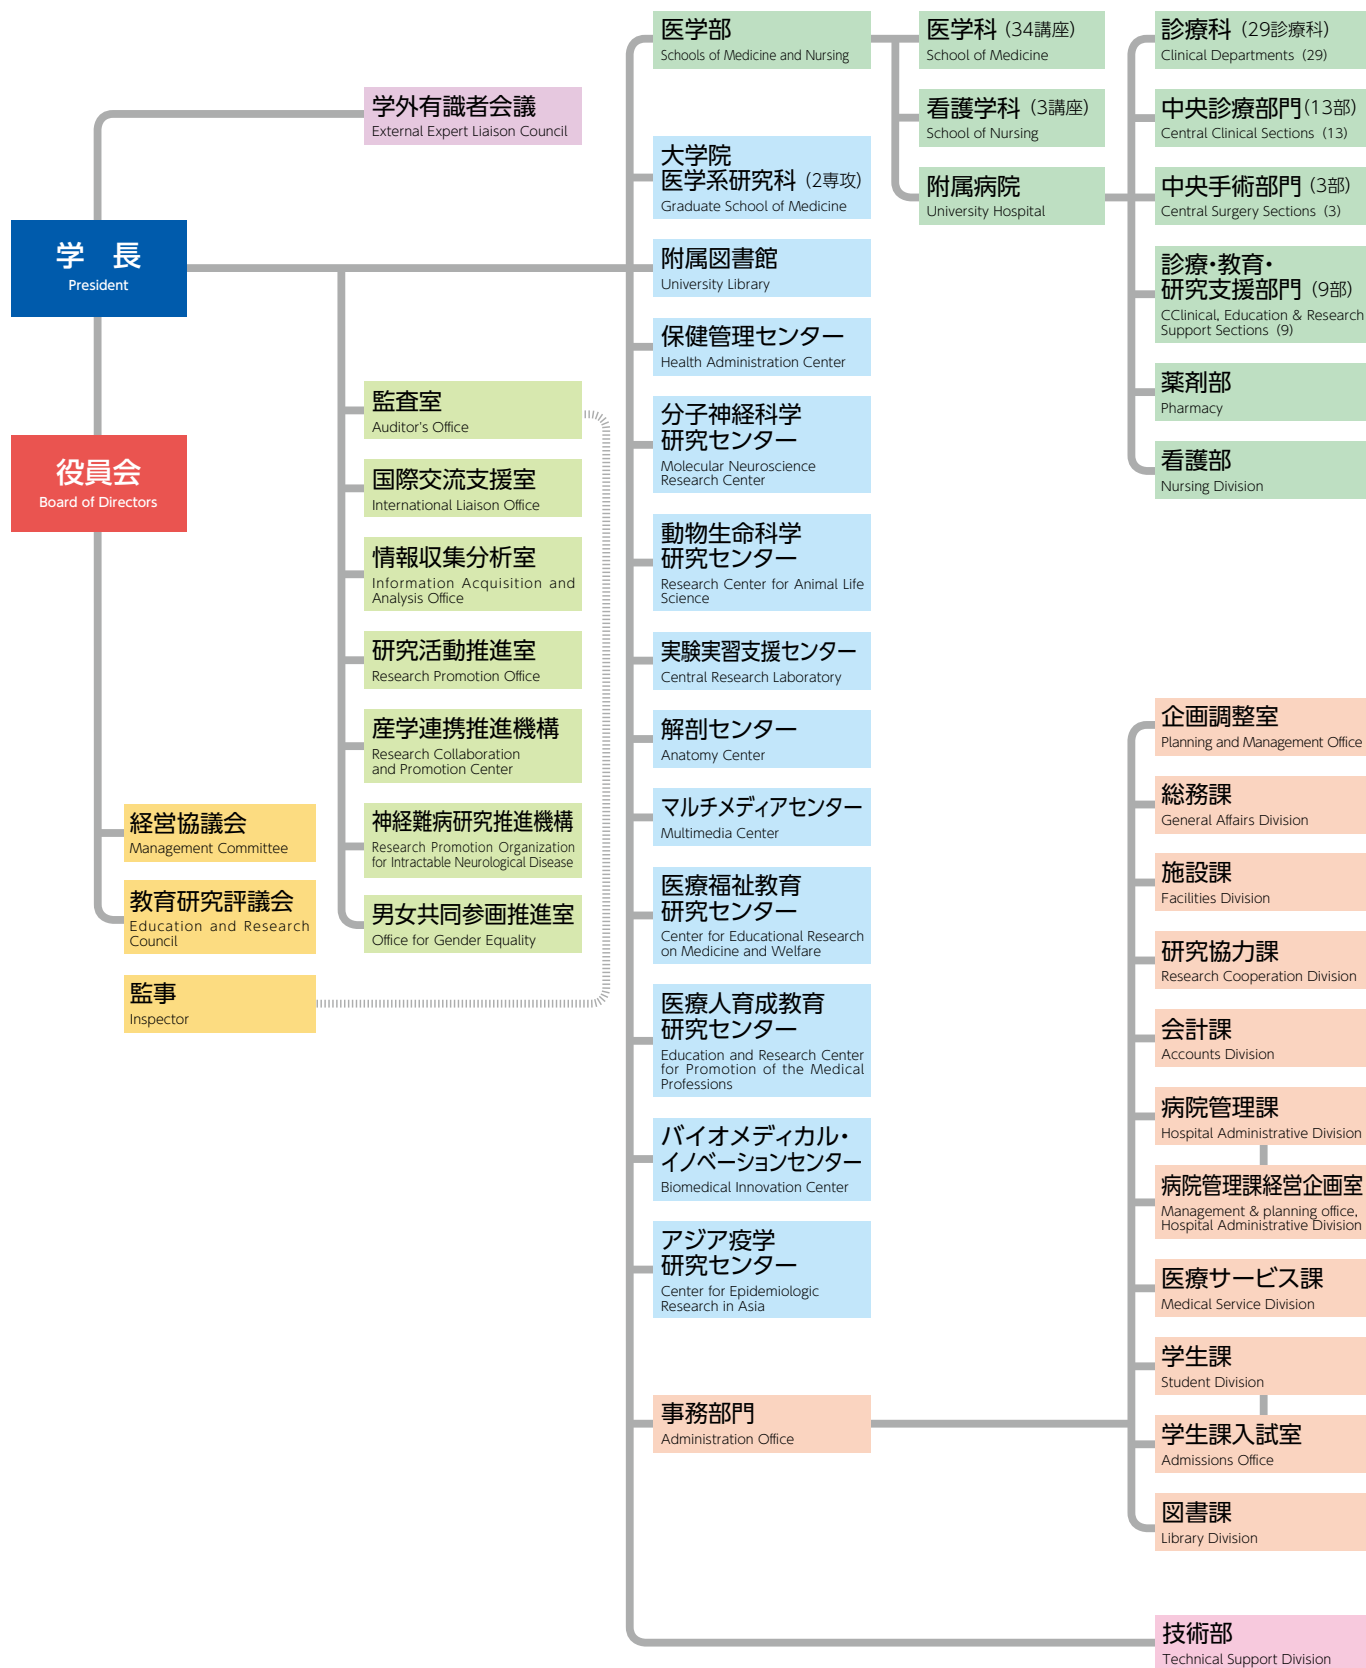 学外有識者会議
External Expert Liaison Council
学　長
President
役員会
Board of Directors
経営協議会
Management Committee
教育研究評議会
Education and Research
Council
監事
Inspector
監査室
Auditor's Office
国際交流支援室
International Liaison Office
情報収集分析室
Information Acquisition and
Analysis Office
研究活動推進室
Research Promotion Office
産学連携推進機構
Research Collaboration
and Promotion Center
神経難病研究推進機構
Research Promotion Organization
for Intractable Neurological Disease
男女共同参画推進室
Office for Gender Equality
医学部
Schools of Medicine and Nursing
大学院
医学系研究科 (2専攻)
Graduate School of Medicine
附属図書館
University Library
保健管理センター
Health Administration Center
分子神経科学
研究センター
Molecular Neuroscience
Research Center
動物生命科学
研究センター
Research Center for Animal Life
Science
実験実習支援センター
Central Research Laboratory
解剖センター
Anatomy Center
マルチメディアセンター
Multimedia Center
医療福祉教育
研究センター
Center for Educational Research
on Medicine and Welfare
医療人育成教育
研究センター
Education and Research Center
for Promotion of the Medical
Professions
バイオメディカル・
イノベーションセンター
Biomedical Innovation Center
アジア疫学
研究センター
Center for Epidemiologic
Research in Asia
事務部門
Administration Office
医学科 (34講座)
School of Medicine
看護学科 (3講座)
School of Nursing
附属病院
University Hospital
診療科 (29診療科)
Clinical Departments (29)
中央診療部門(13部)
Central Clinical Sections (13)
中央手術部門 (3部)
Central Surgery Sections (3)
診療・教育・
研究支援部門 (9部)
CClinical, Education & Research
Support Sections (9)
薬剤部
Pharmacy
看護部
Nursing Division
企画調整室
Planning and Management Office
総務課
General Affairs Division
施設課
Facilities Division
研究協力課
Research Cooperation Division
会計課
Accounts Division
病院管理課
Hospital Administrative Division
病院管理課経営企画室
Management & planning office,
Hospital Administrative Division
医療サービス課
Medical Service Division
学生課
Student Division
学生課入試室
Admissions Office
図書課
Library Division
技術部
Technical Support Division